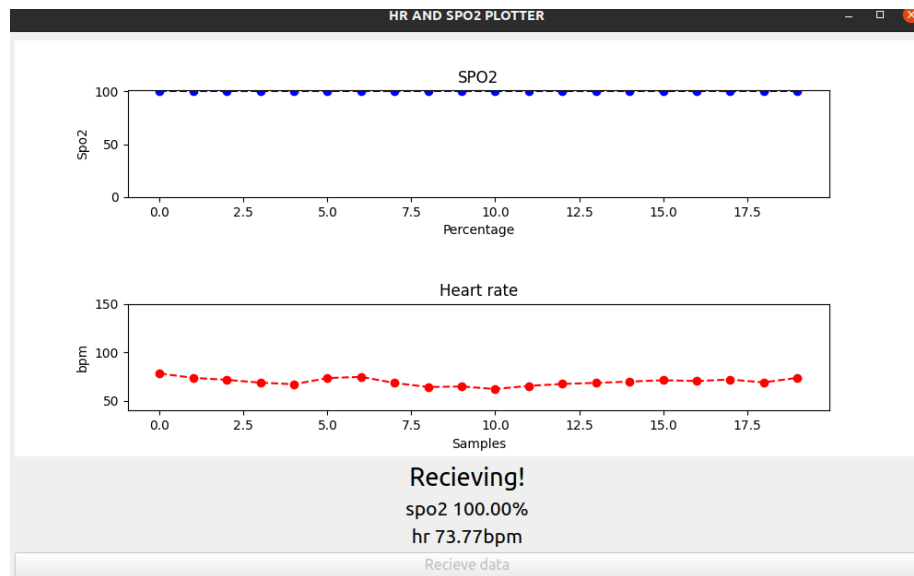 HR AND SPO2 PLOTTER
SPO2
100
50
0
Spo2
0.0 2.5 5.0 7.5 10.0 12.5 15.0 17.5
Percentage
Heart rate
150
100
50
bpm
0.0 2.5 5.0 7.5 10.0 12.5 15.0 17.5
Samples
Recieving!
spo2 100.00%
hr 73.77bpm
Recieve data